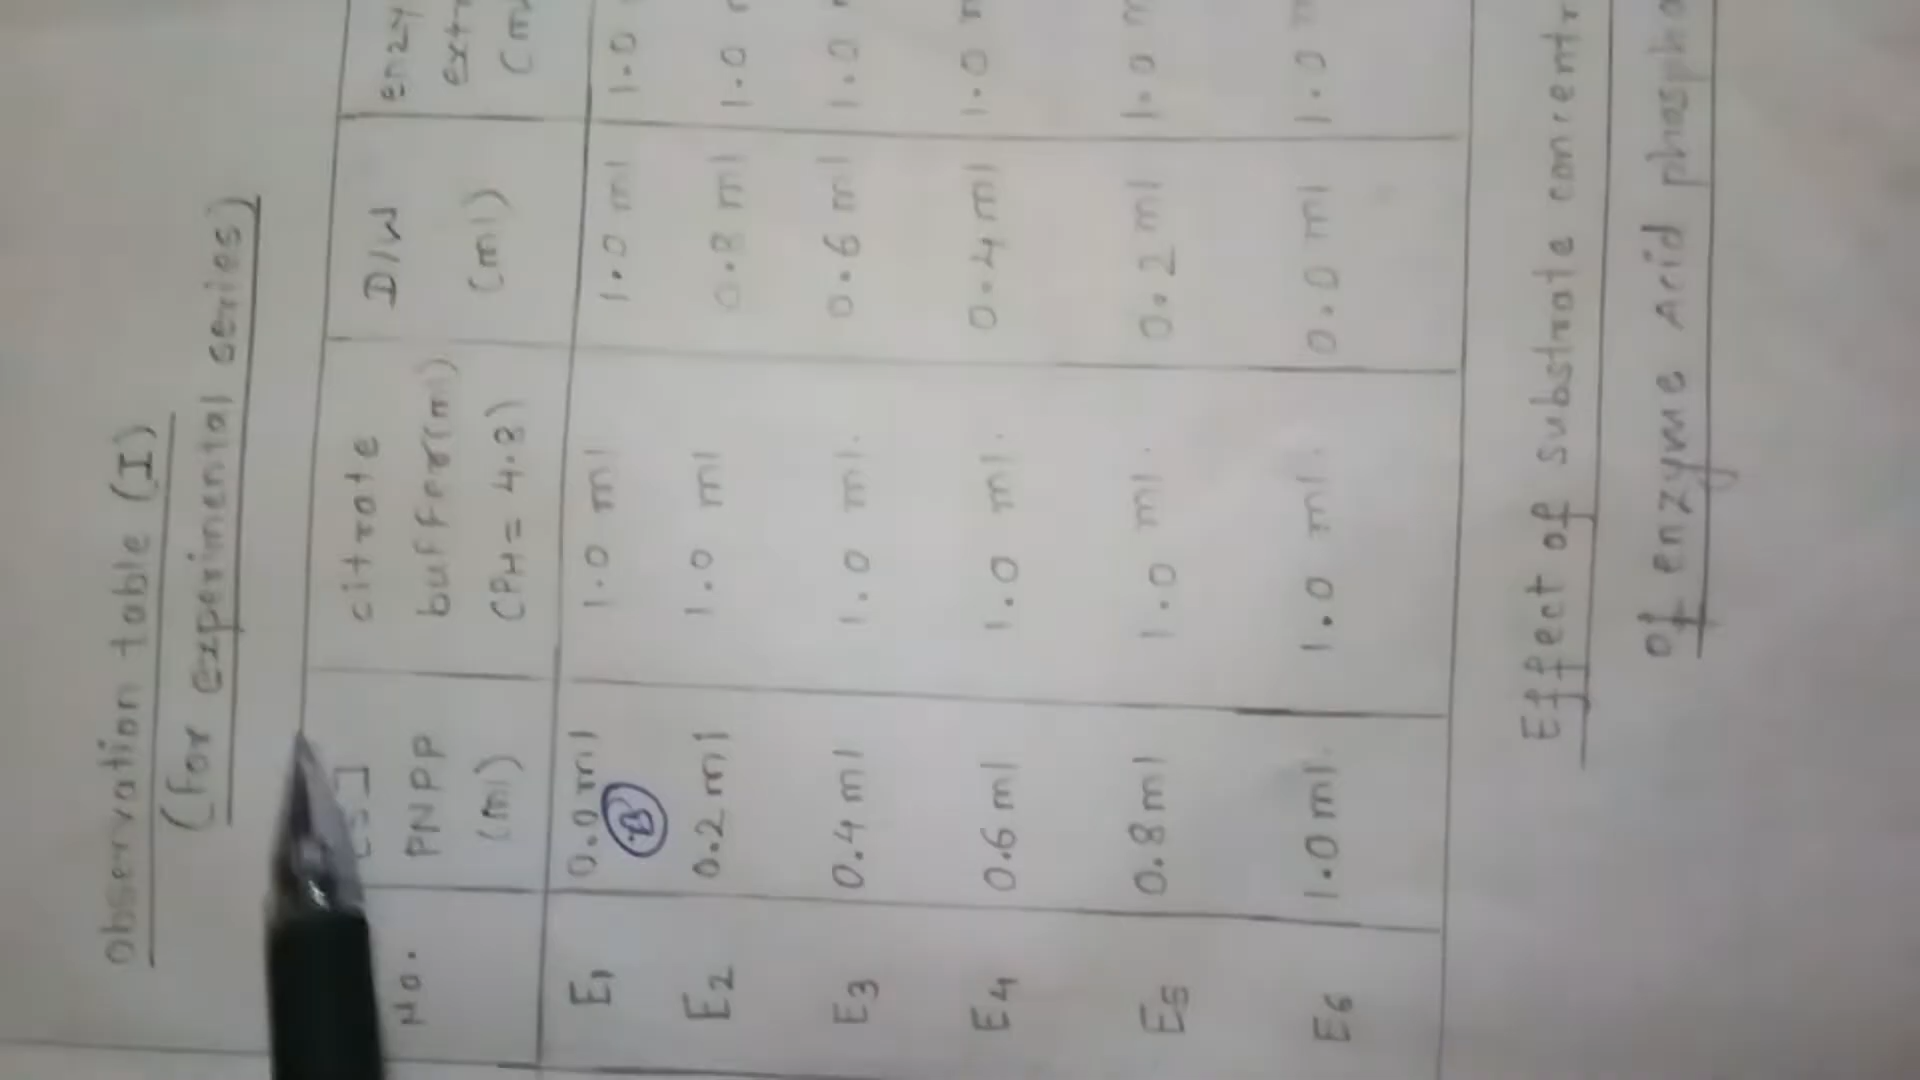 Observation table (I)
(For experimental series)
No. PNPP (ml) citrate buffer(ml) (PH = 4.8) D/W (ml)
E1 0.0 ml B 1.0 ml 1.0 ml 1.0
E2 0.2 ml 1.0 ml 0.8 ml 1.0
E3 0.4 ml 1.0 ml. 0.6 ml 1.0
E4 0.6 ml 1.0 ml. 0.4 ml 1.0
E5 0.8 ml 1.0 ml. 0.2 ml 1.0
E6 1.0 ml. 1.0 ml. 0.0 ml 1.0
Effect of substrate
of enzyme Acid